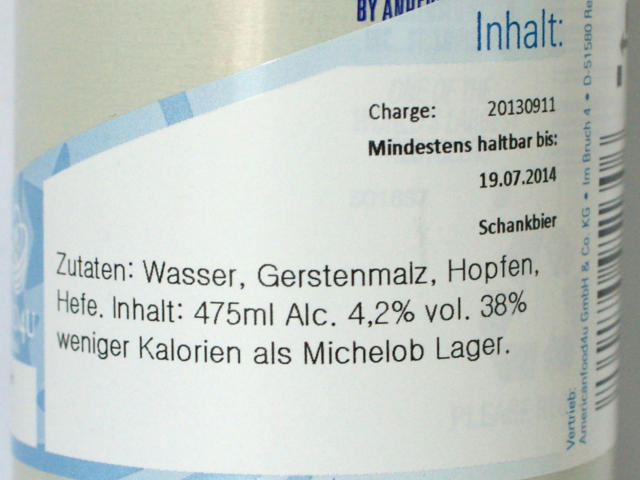 Inhalt:
Charge: 20130911
Mindestens haltbar bis:
19.07.2014
Schankbier
Zutaten: Wasser, Gerstenmalz, Hopfen,
Hefe. Inhalt: 475ml Alc. 4,2% vol. 38%
weniger Kalorien als Michelob Lager.
Vertrieb:
Americanfood4u GmbH & Co. KG • Im Bruch 4 • D-51580 Re